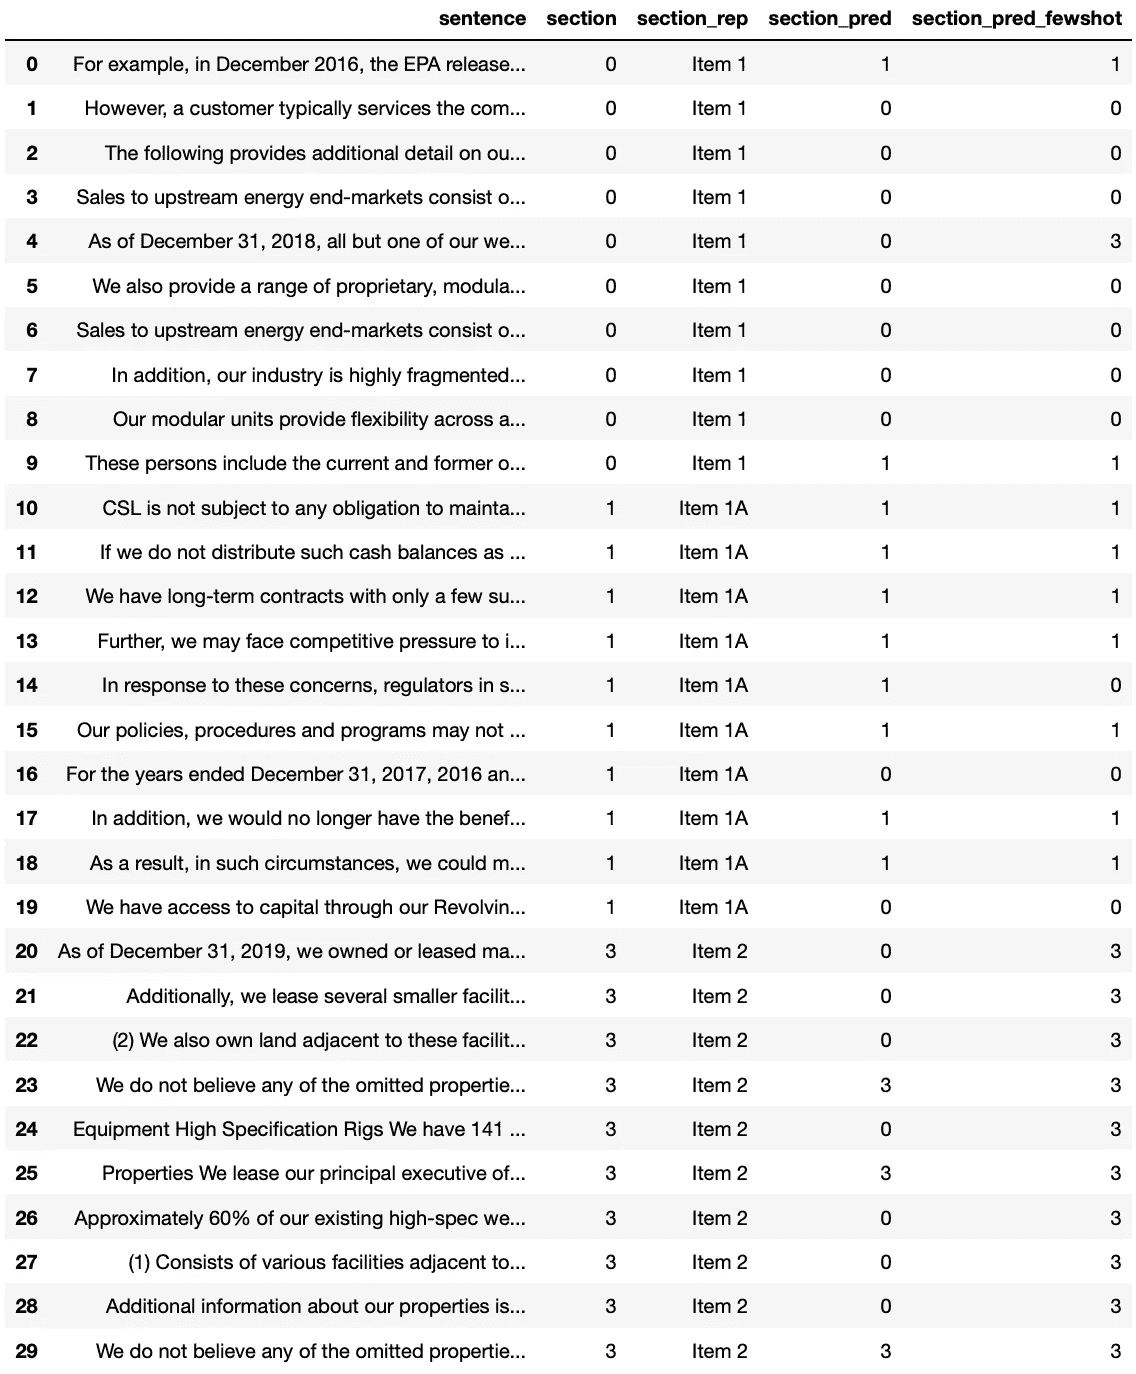 sentence section section_rep section_pred section_pred_fewshot
0 For example, in December 2016, the EPA release... 0 Item 1 1 1
1 However, a customer typically services the com... 0 Item 1 0 0
2 The following provides additional detail on ou... 0 Item 1 0 0
3 Sales to upstream energy end-markets consist o... 0 Item 1 0 0
4 As of December 31, 2018, all but one of our we... 0 Item 1 0 3
5 We also provide a range of proprietary, modula... 0 Item 1 0 0
6 Sales to upstream energy end-markets consist o... 0 Item 1 0 0
7 In addition, our industry is highly fragmented... 0 Item 1 0 0
8 Our modular units provide flexibility across a... 0 Item 1 0 0
9 These persons include the current and former o... 0 Item 1 1 1
10 CSL is not subject to any obligation to mainta... 1 Item 1A 1 1
11 If we do not distribute such cash balances as ... 1 Item 1A 1 1
12 We have long-term contracts with only a few su... 1 Item 1A 1 1
13 Further, we may face competitive pressure to i... 1 Item 1A 1 1
14 In response to these concerns, regulators in s... 1 Item 1A 1 0
15 Our policies, procedures and programs may not ... 1 Item 1A 1 1
16 For the years ended December 31, 2017, 2016 an... 1 Item 1A 0 0
17 In addition, we would no longer have the benef... 1 Item 1A 1 1
18 As a result, in such circumstances, we could m... 1 Item 1A 1 1
19 We have access to capital through our Revolvin... 1 Item 1A 0 0
20 As of December 31, 2019, we owned or leased ma... 3 Item 2 0 3
21 Additionally, we lease several smaller facilit... 3 Item 2 0 3
22 (2) We also own land adjacent to these facilit... 3 Item 2 0 3
23 We do not believe any of the omitted propertie... 3 Item 2 3 3
24 Equipment High Specification Rigs We have 141 ... 3 Item 2 0 3
25 Properties We lease our principal executive of... 3 Item 2 3 3
26 Approximately 60% of our existing high-spec we... 3 Item 2 0 3
27 (1) Consists of various facilities adjacent to... 3 Item 2 0 3
28 Additional information about our properties is... 3 Item 2 0 3
29 We do not believe any of the omitted propertie... 3 Item 2 3 3